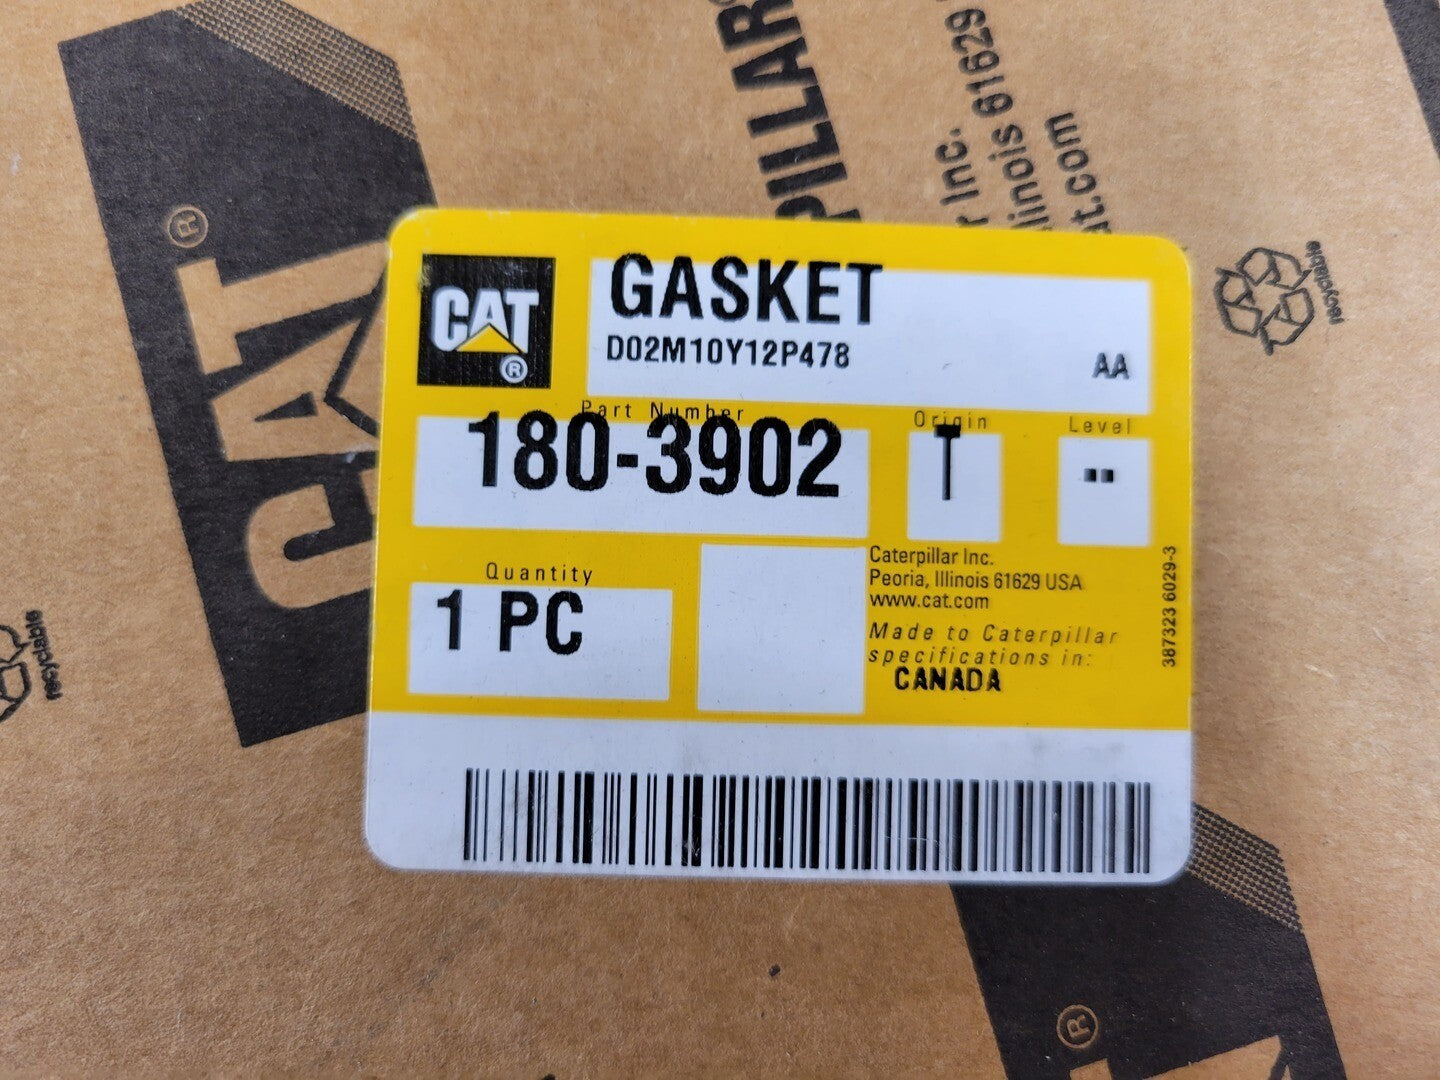 CAT
®
GASKET
D02M10Y12P478
AA
Part Number
180-3902
Origin
T
Level
"
Quantity
1 PC
Caterpillar Inc.
Peoria, Illinois 61629 USA
www.cat.com
Made to Caterpillar
specifications in:
CANADA
387323 6029-3
CAT
®
PILLAR
r Inc.
linois 61629
at.com
recyclable
recyclable
®